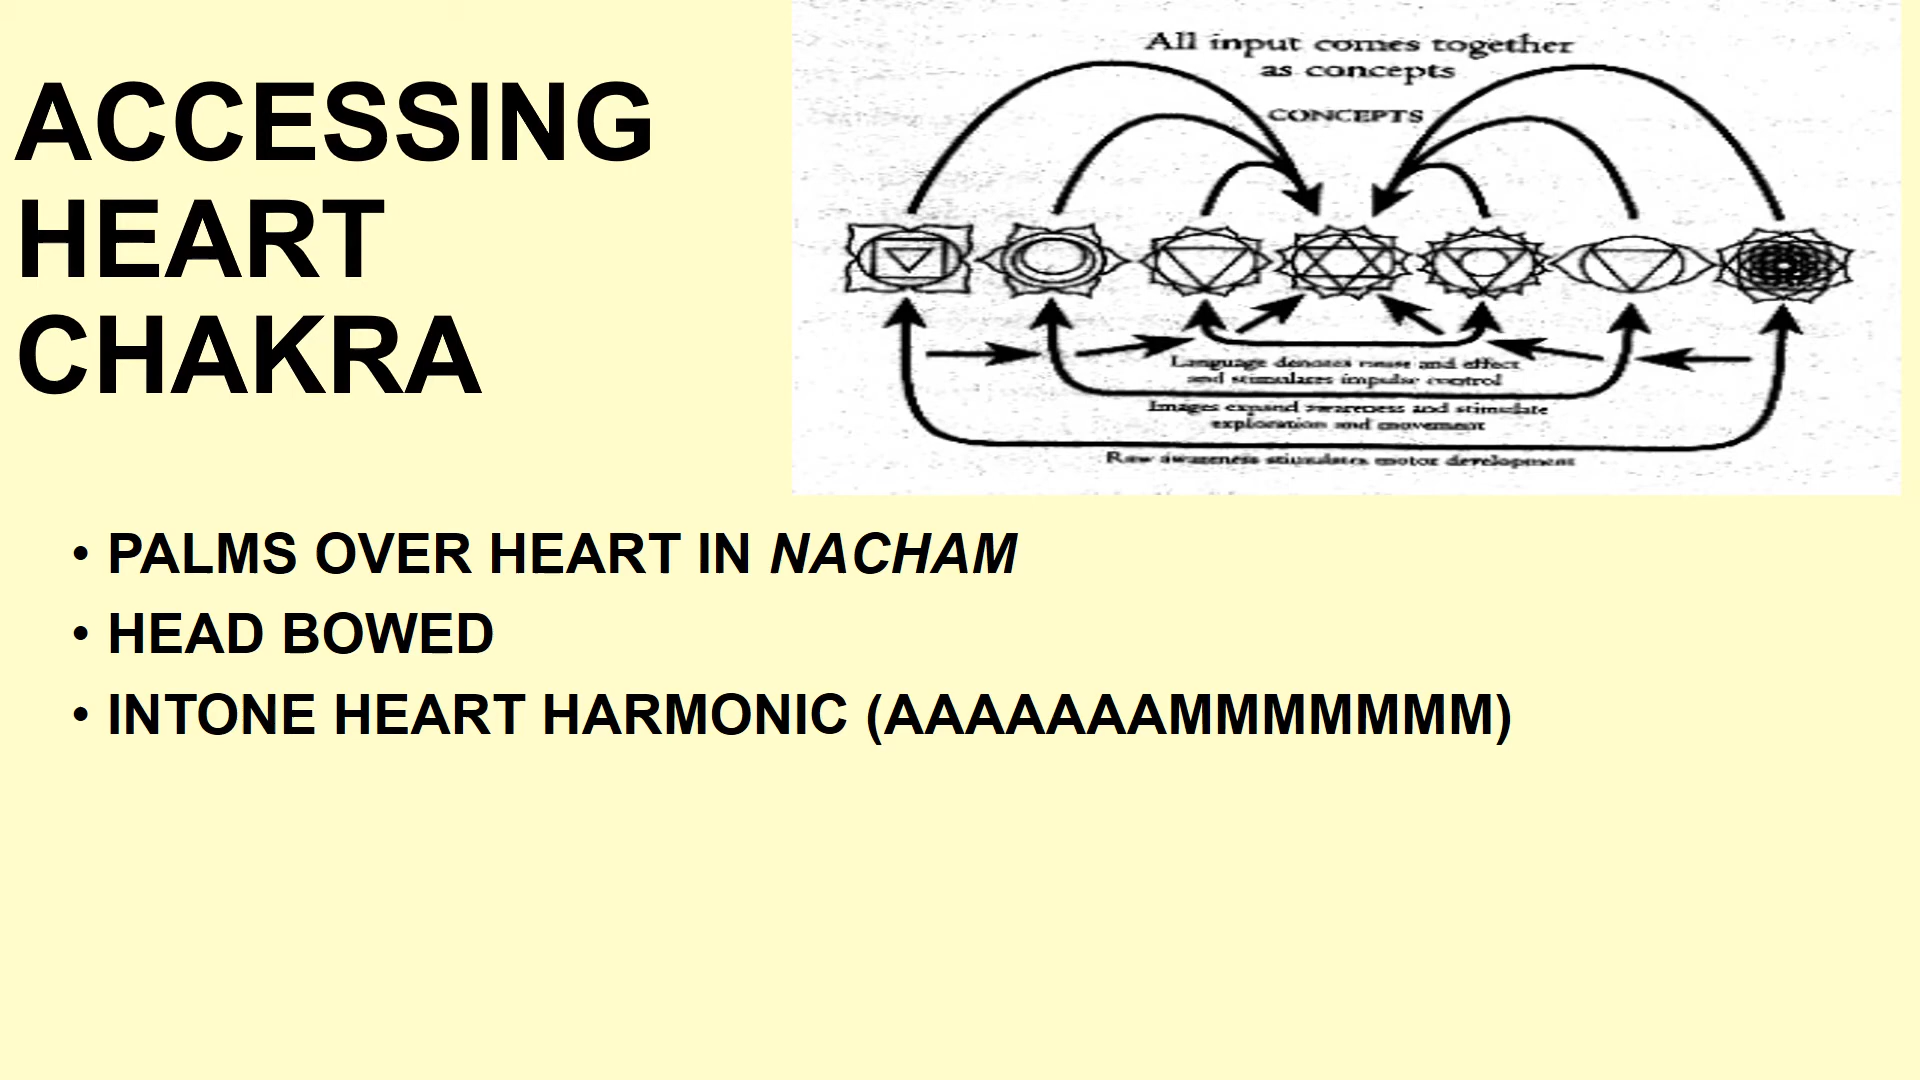 ACCESSING
HEART
CHAKRA
All input comes together
as concepts
CONCEPTS
Language denotes cause and effect
and stimulates impulse control
Images expand awareness and stimulate
exploration and movement
Raw awareness stimulates motor development
• PALMS OVER HEART IN NACHAM
• HEAD BOWED
• INTONE HEART HARMONIC (AAAAAAAMMMMMMM)